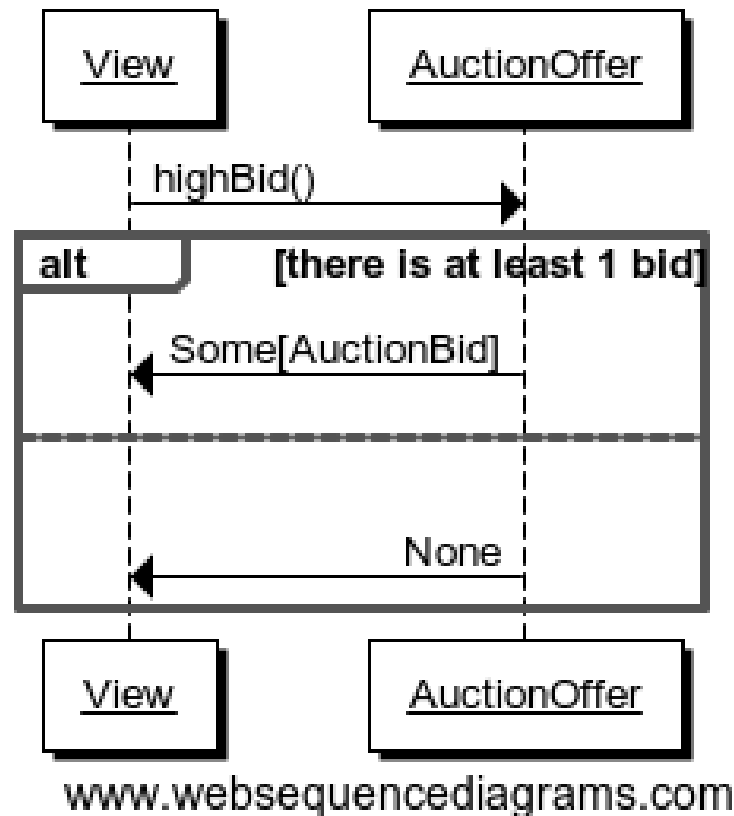 View AuctionOffer
highBid()
alt [there is at least 1 bid]
Some[AuctionBid]
None
View AuctionOffer
www.websequencediagrams.com